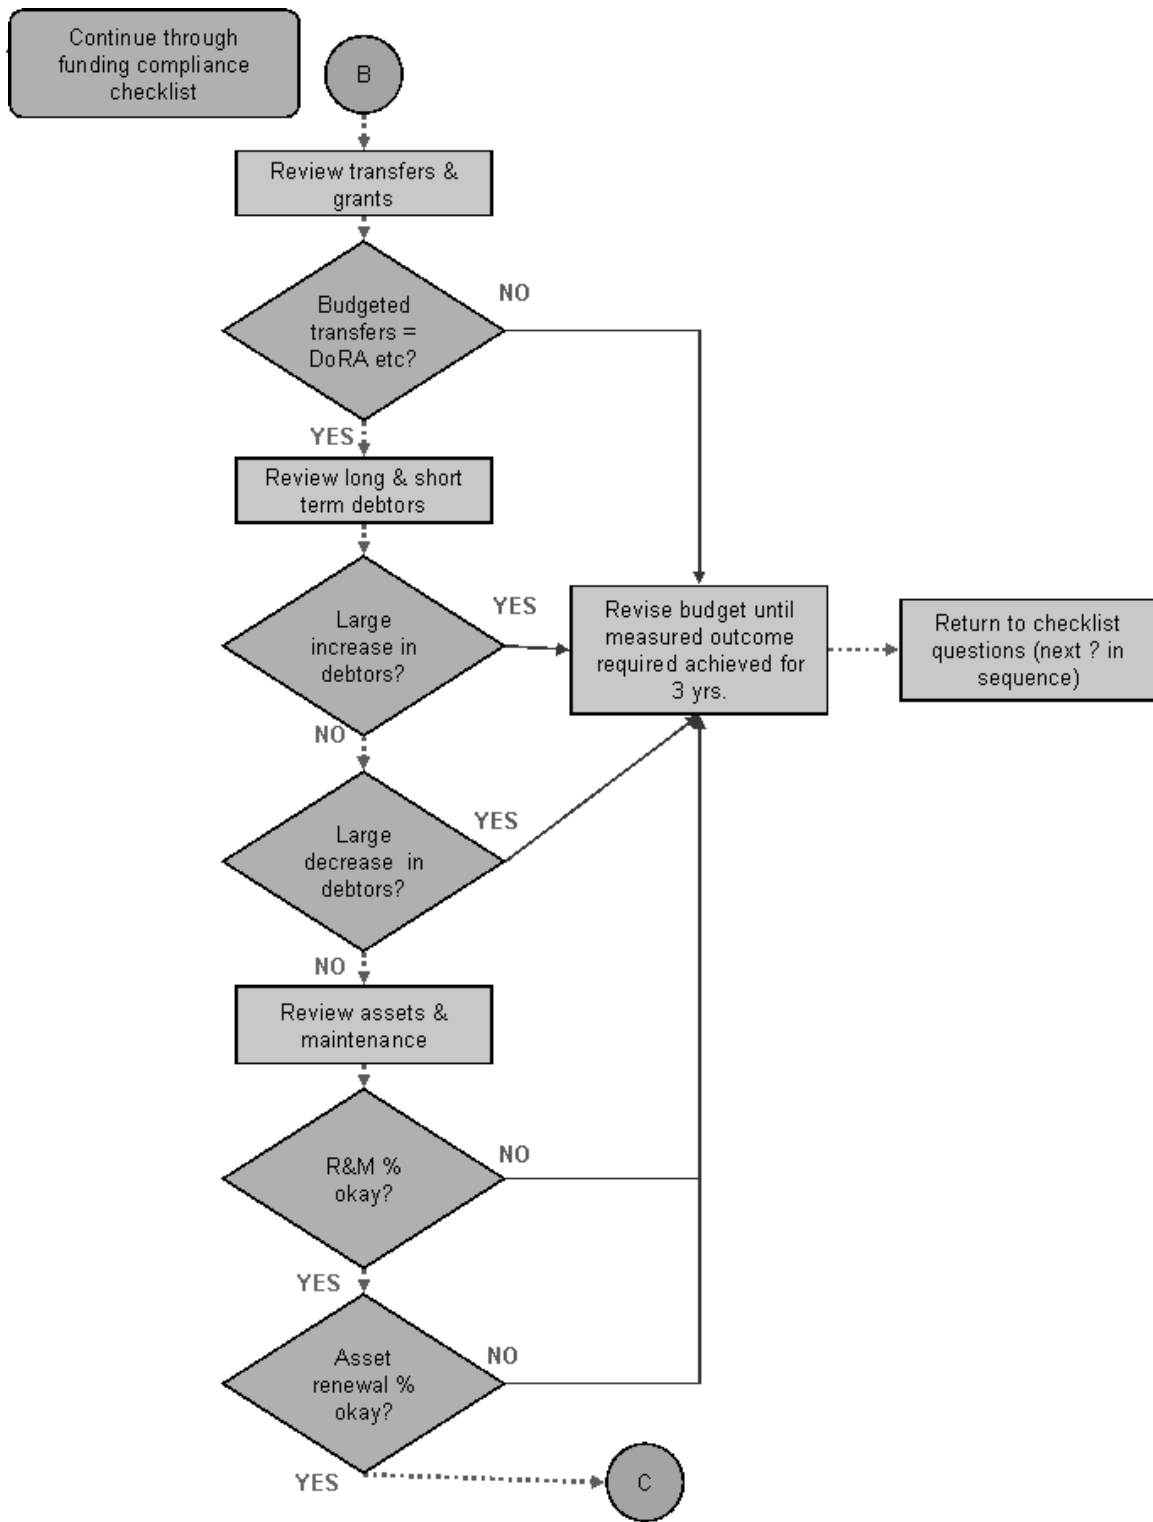 Continue through
funding compliance
checklist
B
Review transfers &
grants
Budgeted
transfers =
DoRA etc?
NO
YES
Review long & short
term debtors
Large
increase in
debtors?
YES
NO
Revise budget until
measured outcome
required achieved for
3 yrs.
Return to checklist
questions (next ? in
sequence)
Large
decrease in
debtors?
YES
NO
Review assets &
maintenance
R&M %
okay?
NO
YES
Asset
renewal %
okay?
NO
YES
C